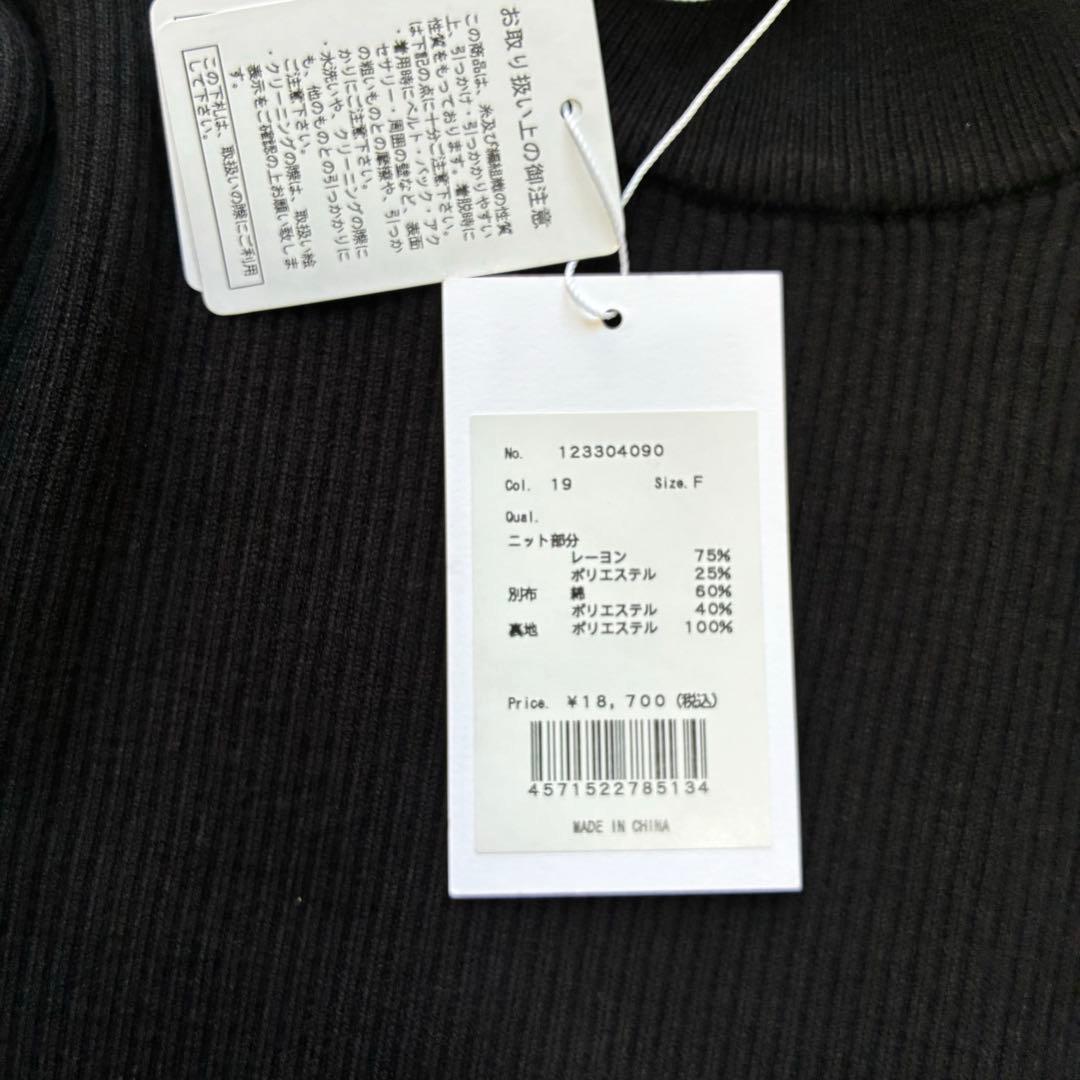 お取り扱い上の御注意
この商品は、糸及び編組織の性質
上、引つかけ・引つかかりやすい
性質をもっております。着脱時に
は下記の点に十分ご注意下さい。
・着用時にベルト・バック・アク
セサリー・周囲の壁など、表面
の粗いものとの摩擦や、引つか
かりにご注意下さい。
・水洗いや、クリーニングの際に
も、他のものとの引つかかりに
ご注意下さい。
・クリーニングの際は、取扱い絵
表示をご確認の上お願い致しま
す。
この下札は、取扱いの際にご利用
して下さい。
No. 123304090
Col. 19 Size. F
Qual.
ニット部分
レーヨン 75%
ポリエステル 25%
別布 綿 60%
ポリエステル 40%
裏地 ポリエステル 100%
Price. ¥18,700 (税込)
4571522785134
MADE IN CHINA